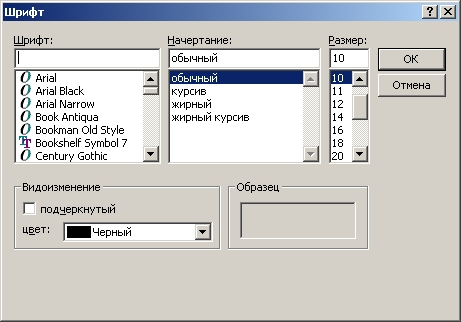 Шрифт
Шрифт:
Начертание:
Размер:
обычный
10
OK
Arial
Arial Black
Arial Narrow
Book Antiqua
Bookman Old Style
Bookshelf Symbol 7
Century Gothic
обычный
курсив
жирный
жирный курсив
10
11
12
14
16
18
20
Отмена
Видоизменение
подчеркнутый
цвет:
Черный
Образец